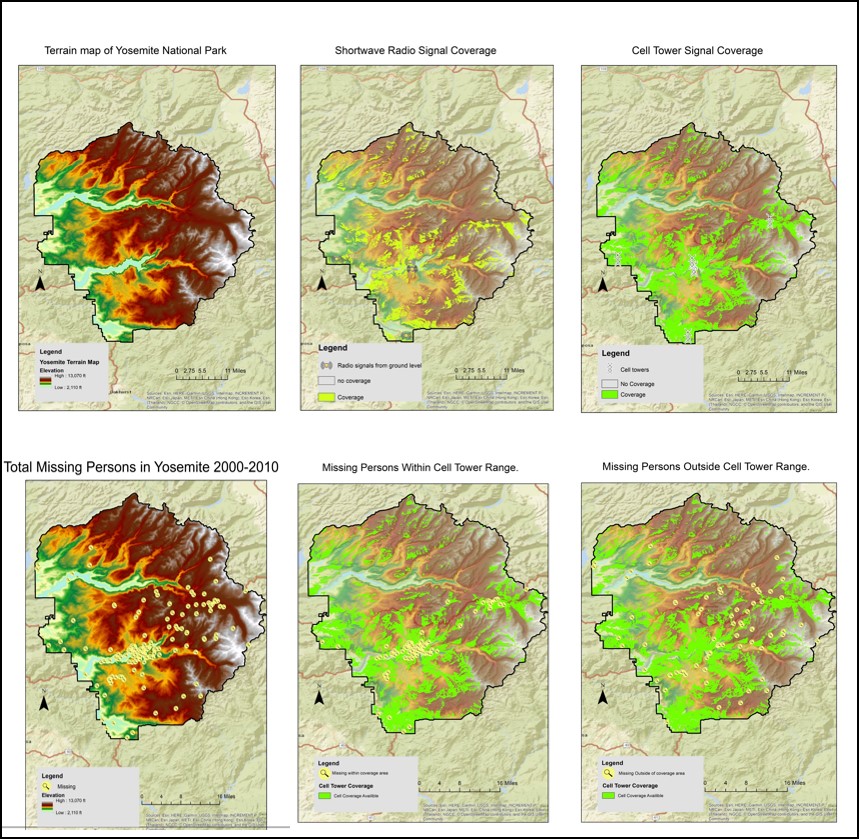 Terrain map of Yosemite National Park
Shortwave Radio Signal Coverage
Cell Tower Signal Coverage
N
Legend
Yosemite Terrain Map
Elevation
High : 13,070 ft
Low : 2,110 ft
0 2.75 5.5 11 Miles
N
Legend
Radio signals from ground level
no coverage
Coverage
0 2.75 5.5 11 Miles
N
Legend
Cell towers
No Coverage
Coverage
0 2.75 5.5 11 Miles
Total Missing Persons in Yosemite 2000-2010
Missing Persons Within Cell Tower Range.
Missing Persons Outside Cell Tower Range.
N
Legend
Missing
Elevation
High : 13,070 ft
Low : 2,110 ft
0 4 8 16 Miles
N
Legend
Missing within coverage area
Cell Tower Coverage
Cell Coverage Availble
0 4 8 16 Miles
N
Legend
Missing Outside of coverage area
Cell Tower Coverage
Cell Coverage Availble
0 4 8 16 Miles